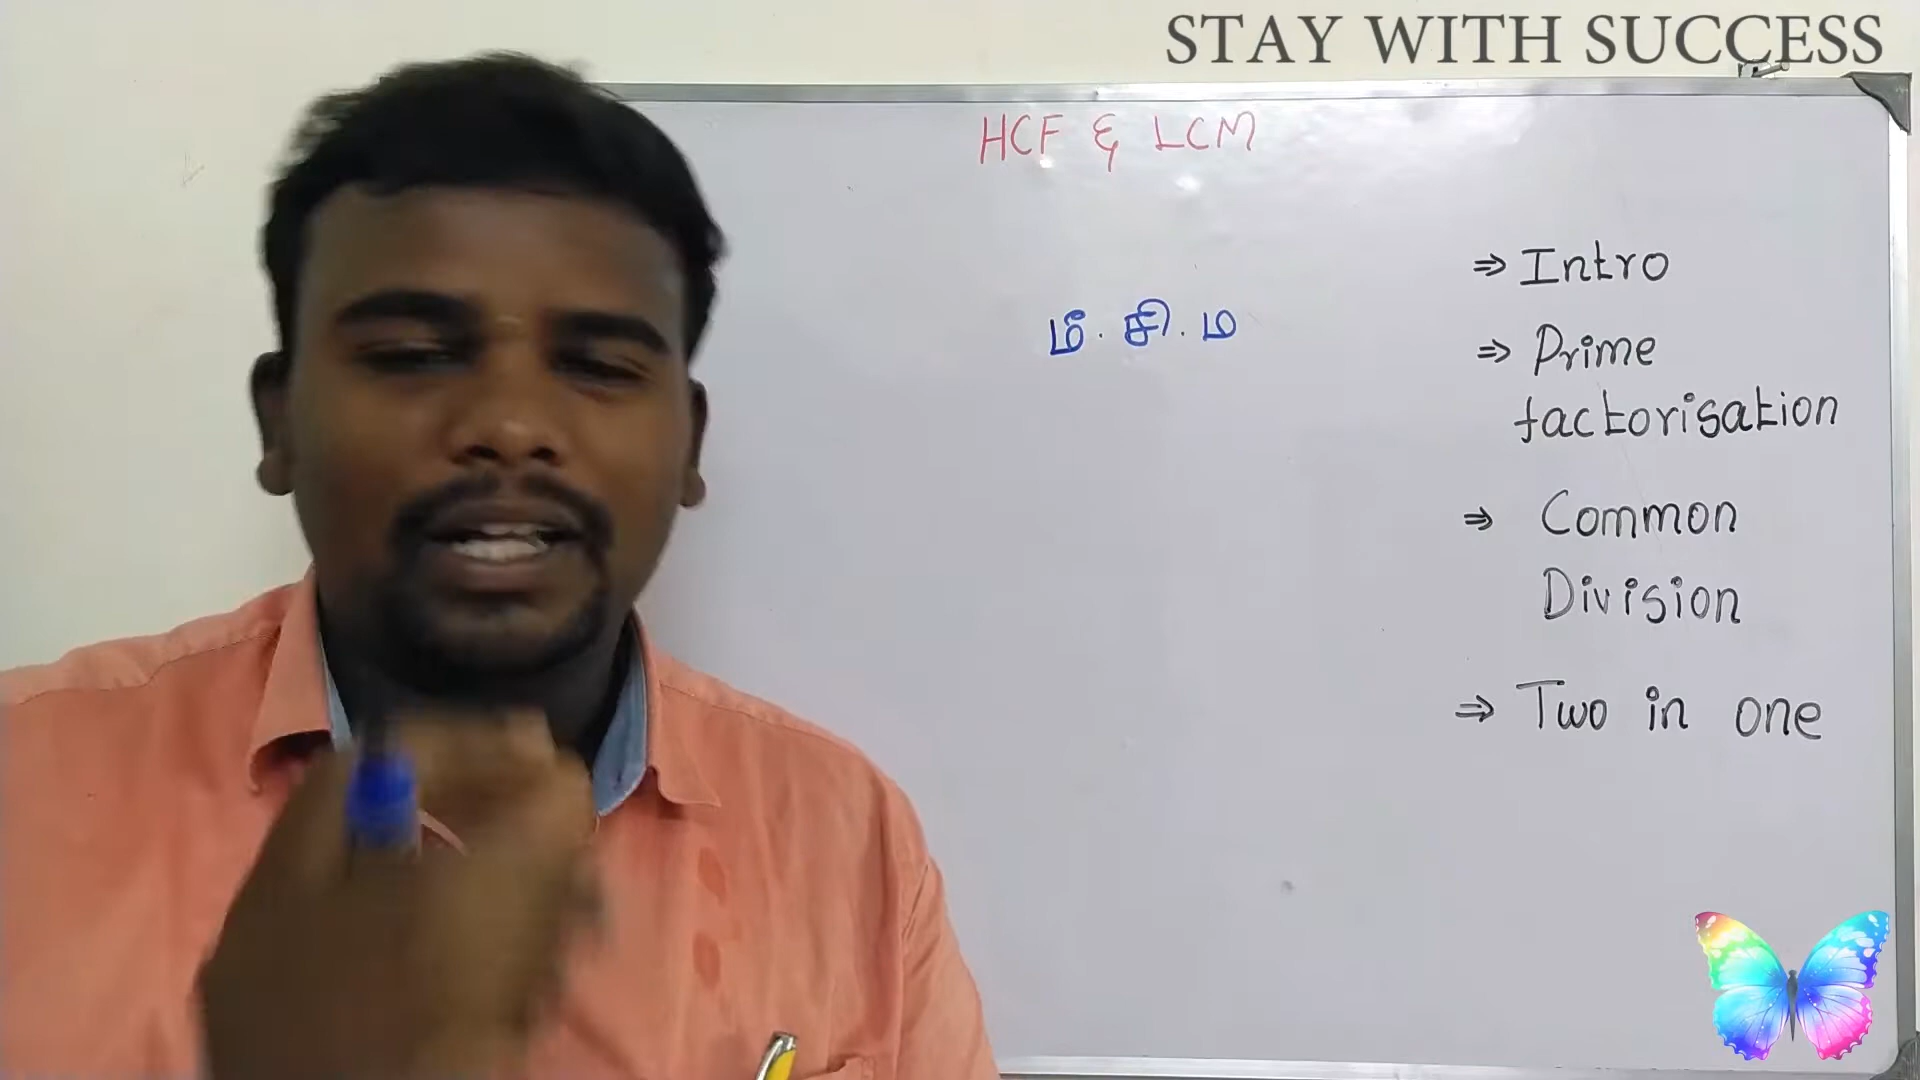 STAY WITH SUCCESS
HCF & LCM
மீ . சி . ம
⇒ Intro
⇒ Prime
factorisation
⇒ Common
Division
⇒ Two in one